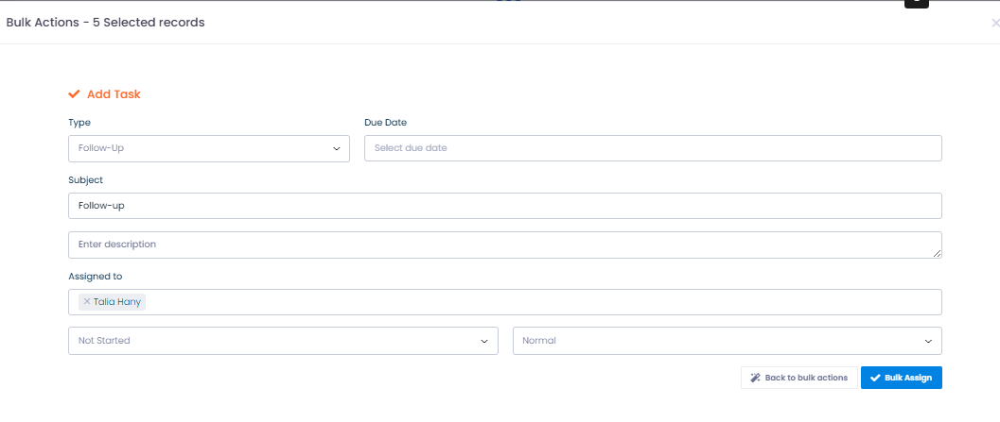 Bulk Actions - 5 Selected records
Add Task
Type
Due Date
Follow-Up
Select due date
Subject
Follow-up
Enter description
Assigned to
× Talia Hany
Not Started
Normal
Back to bulk actions
Bulk Assign